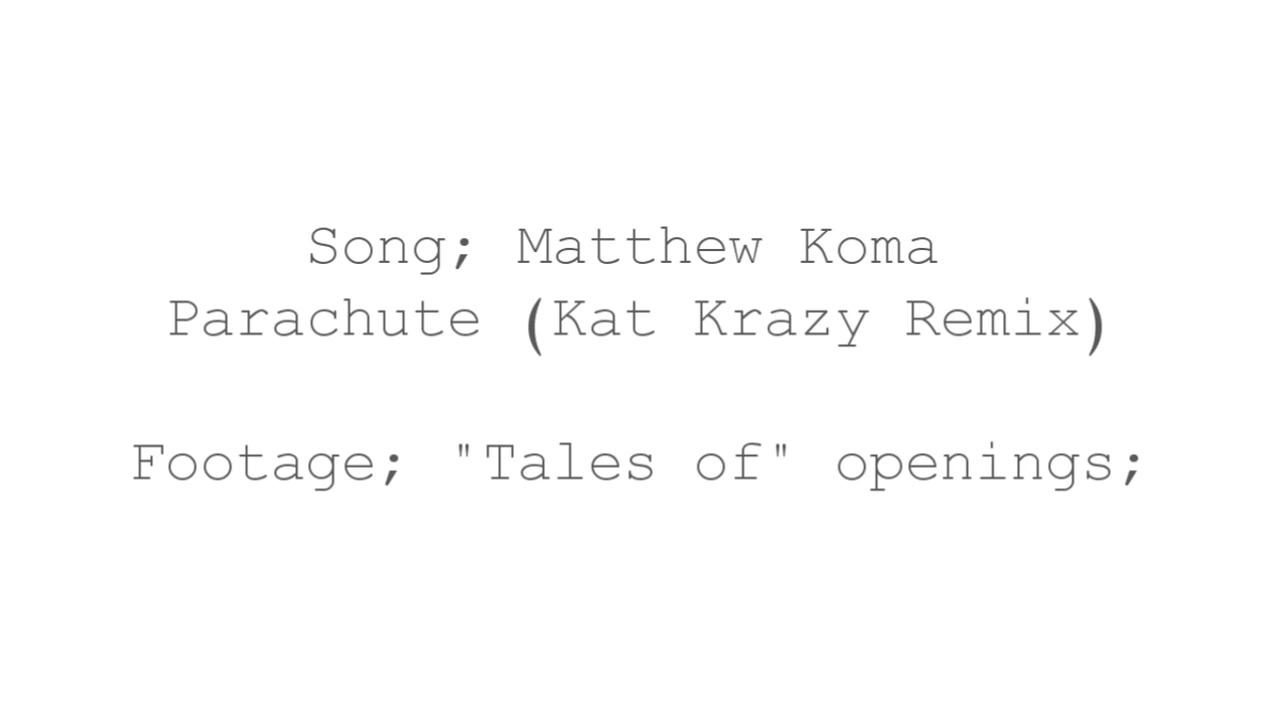 Song; Matthew Koma
Parachute (Kat Krazy Remix)
Footage; "Tales of" openings;